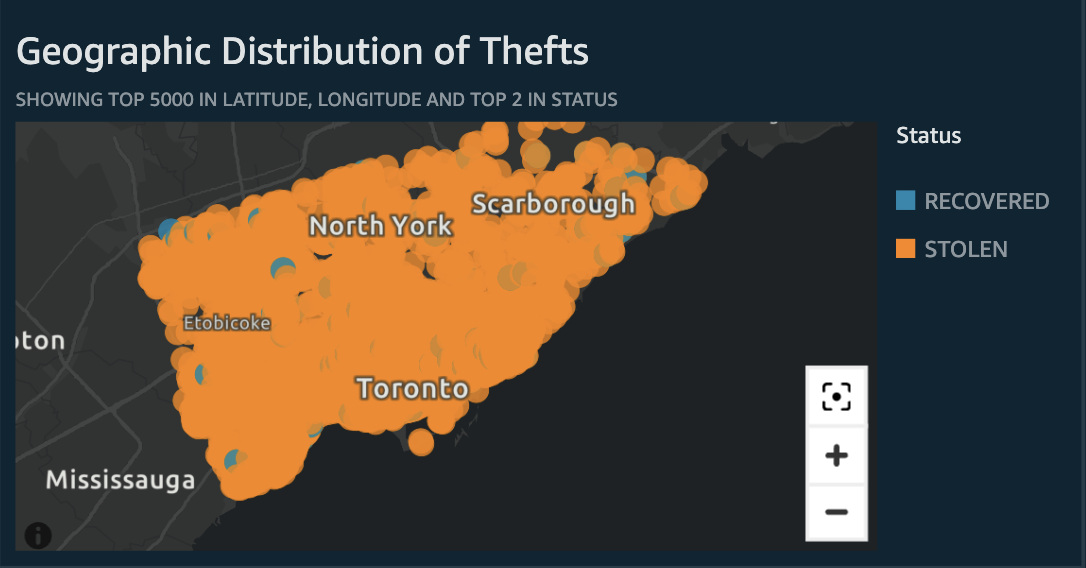 Geographic Distribution of Thefts
SHOWING TOP 5000 IN LATITUDE, LONGITUDE AND TOP 2 IN STATUS
Status
RECOVERED
STOLEN
Scarborough
North York
Etobicoke
oton
Toronto
Mississauga
+
−
i